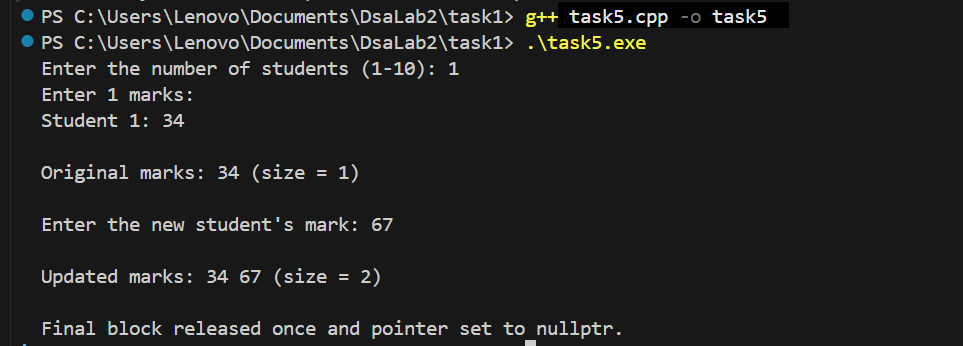 PS C:\Users\Lenovo\Documents\DsaLab2\task1> g++ task5.cpp -o task5
PS C:\Users\Lenovo\Documents\DsaLab2\task1> .\task5.exe
Enter the number of students (1-10): 1
Enter 1 marks:
Student 1: 34
Original marks: 34 (size = 1)
Enter the new student's mark: 67
Updated marks: 34 67 (size = 2)
Final block released once and pointer set to nullptr.